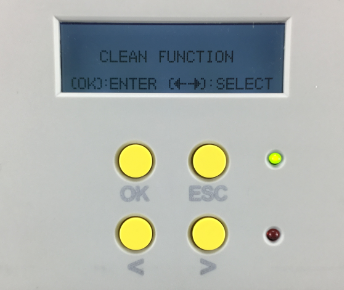 CLEAN FUNCTION
(OK):ENTER (←→):SELECT
OK ESC
< >